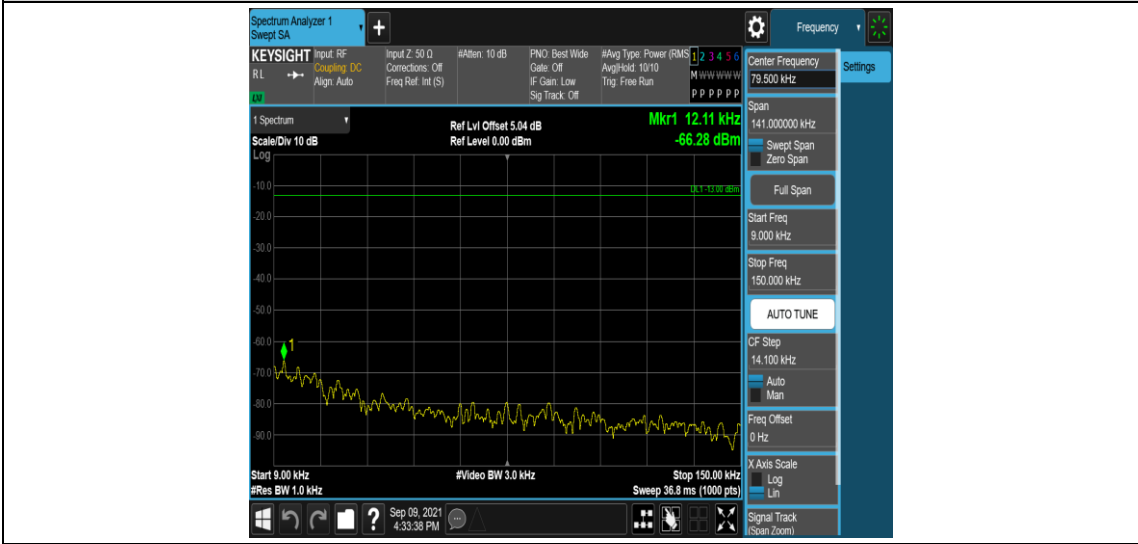 Spectrum Analyzer 1
Swept SA
+
Frequency
KEYSIGHT
RL
LM
Input: RF
Coupling: DC
Align: Auto
Input Z: 50 Ω
Corrections: Off
Freq Ref: Int (S)
#Atten: 10 dB
PNO: Best Wide
Gate: Off
IF Gain: Low
Sig Track: Off
#Avg Type: Power (RMS
Avg|Hold: 10/10
Trig: Free Run
1 2 3 4 5 6
M W W W W W
P P P P P P
1 Spectrum
Scale/Div 10 dB
Log
Ref Lvl Offset 5.04 dB
Ref Level 0.00 dBm
Mkr1 12.11 kHz
-66.28 dBm
DL1 -13.00 dBm
-10.0
-20.0
-30.0
-40.0
-50.0
-60.0
1
-70.0
-80.0
-90.0
Start 9.00 kHz
#Res BW 1.0 kHz
#Video BW 3.0 kHz
Stop 150.00 kHz
Sweep 36.8 ms (1000 pts)
?
Sep 09, 2021
4:33:38 PM
Center Frequency
79.500 kHz
Settings
Span
141.000000 kHz
Swept Span
Zero Span
Full Span
Start Freq
9.000 kHz
Stop Freq
150.000 kHz
AUTO TUNE
CF Step
14.100 kHz
Auto
Man
Freq Offset
0 Hz
X Axis Scale
Log
Lin
Signal Track
(Span Zoom)